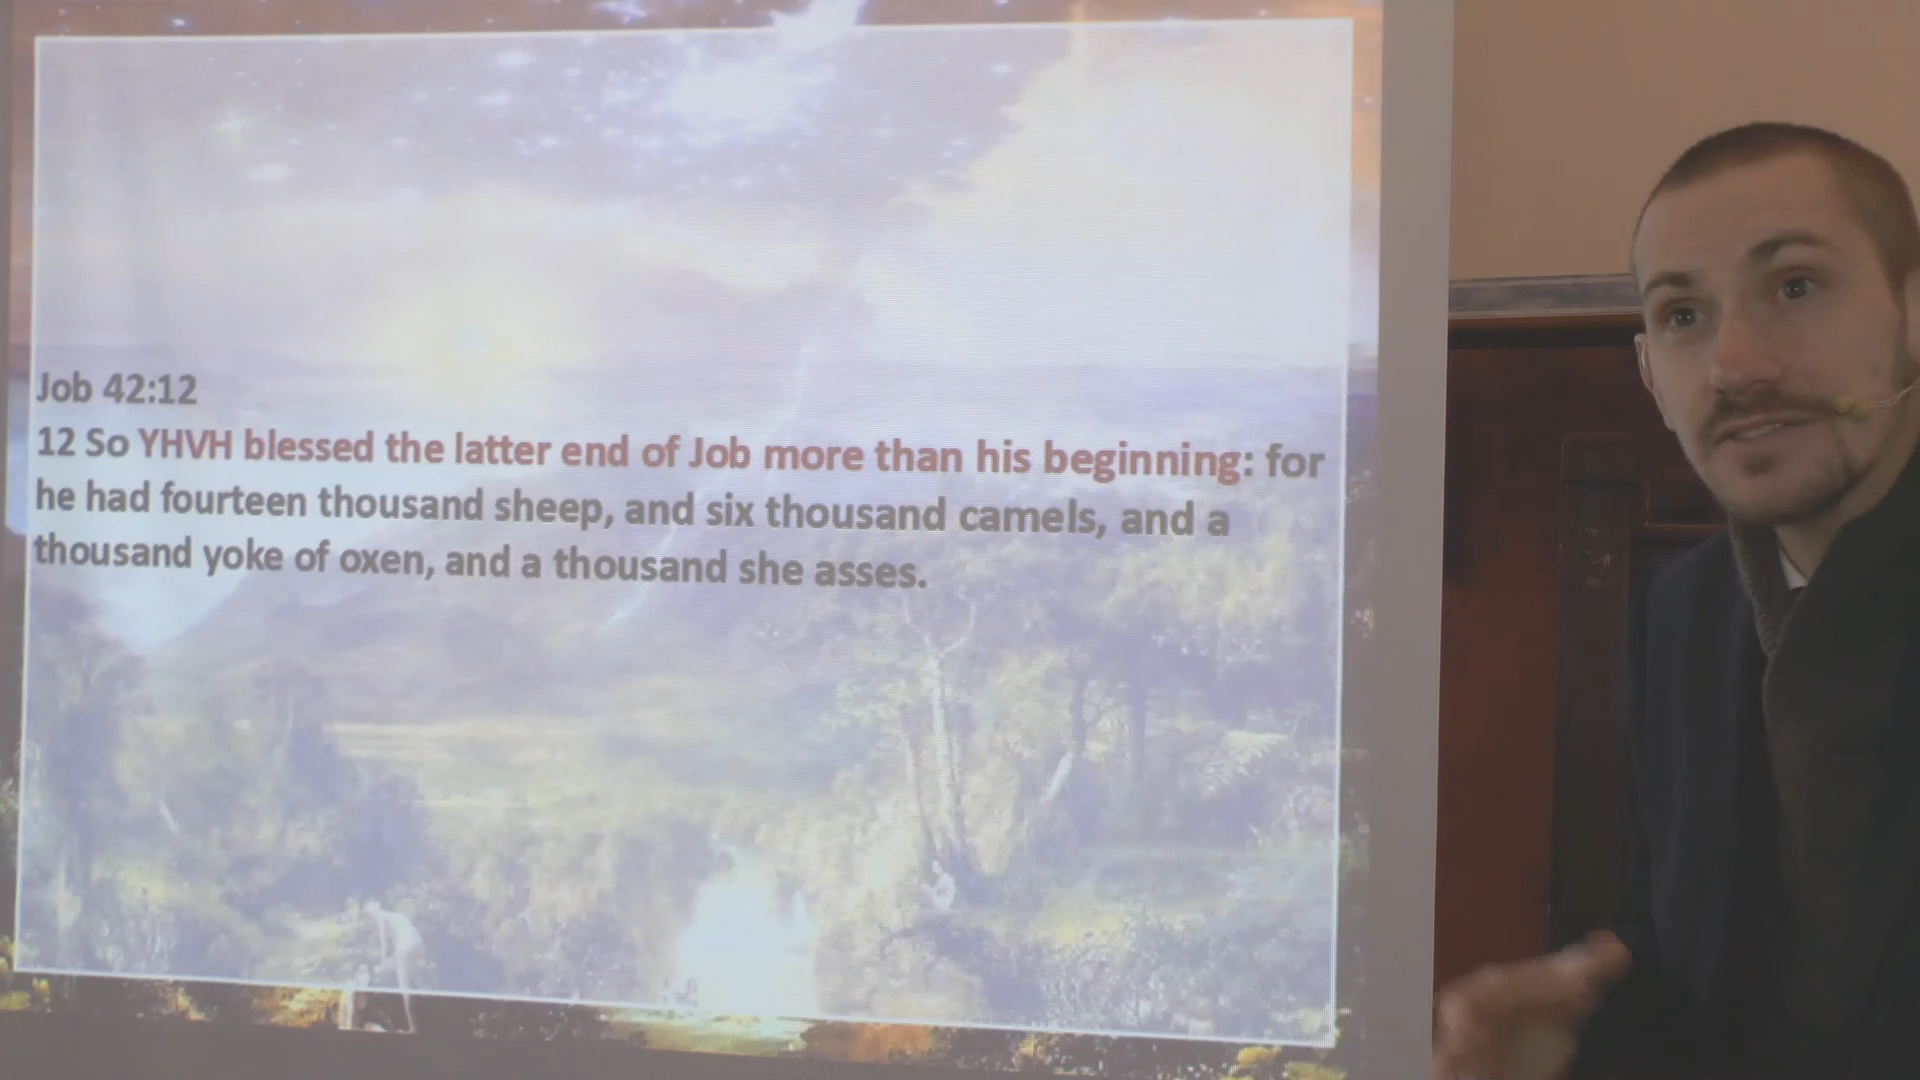 Job 42:12
12 So YHVH blessed the latter end of Job more than his beginning: for
he had fourteen thousand sheep, and six thousand camels, and a
thousand yoke of oxen, and a thousand she asses.